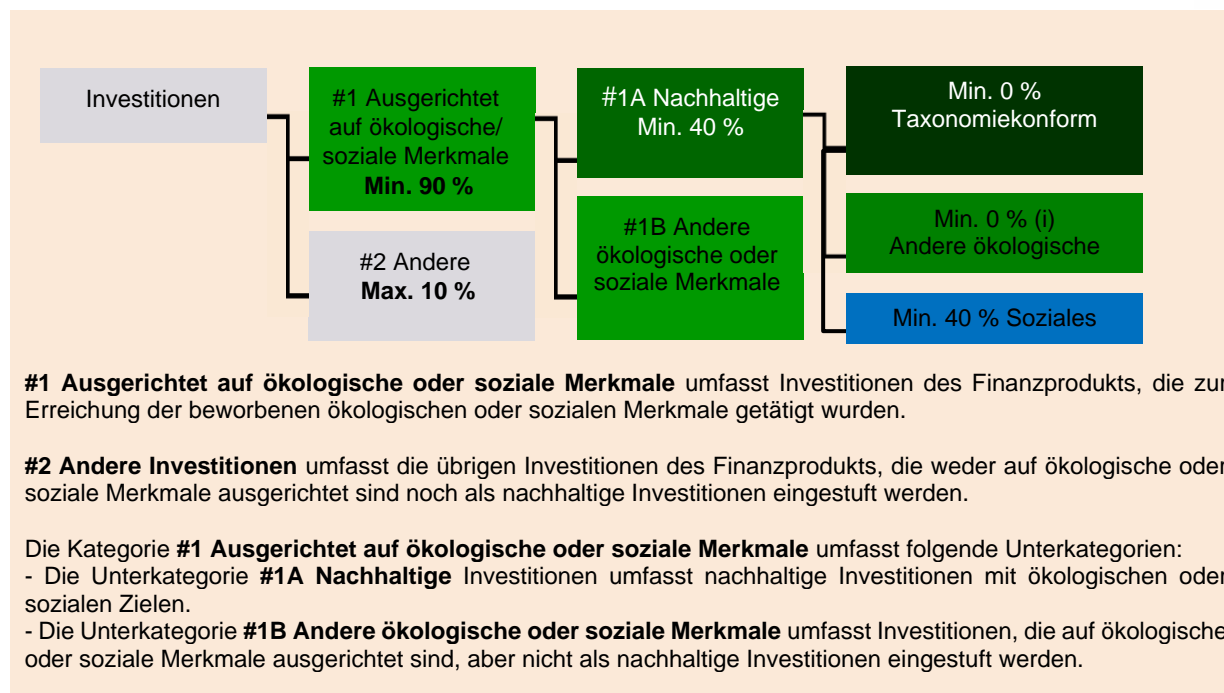 Investitionen
#1 Ausgerichtet
auf ökologische/
soziale Merkmale
Min. 90 %
#2 Andere
Max. 10 %
#1A Nachhaltige
Min. 40 %
#1B Andere
ökologische oder
soziale Merkmale
Min. 0 %
Taxonomiekonform
Min. 0 % (i)
Andere ökologische
Min. 40 % Soziales
#1 Ausgerichtet auf ökologische oder soziale Merkmale umfasst Investitionen des Finanzprodukts, die zur
Erreichung der beworbenen ökologischen oder sozialen Merkmale getätigt wurden.
#2 Andere Investitionen umfasst die übrigen Investitionen des Finanzprodukts, die weder auf ökologische oder
soziale Merkmale ausgerichtet sind noch als nachhaltige Investitionen eingestuft werden.
Die Kategorie #1 Ausgerichtet auf ökologische oder soziale Merkmale umfasst folgende Unterkategorien:
- Die Unterkategorie #1A Nachhaltige Investitionen umfasst nachhaltige Investitionen mit ökologischen oder
sozialen Zielen.
- Die Unterkategorie #1B Andere ökologische oder soziale Merkmale umfasst Investitionen, die auf ökologische
oder soziale Merkmale ausgerichtet sind, aber nicht als nachhaltige Investitionen eingestuft werden.